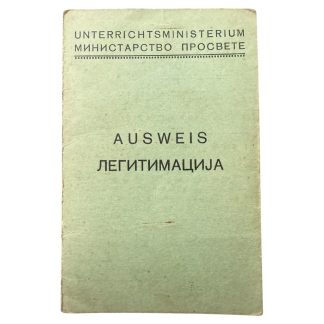 UNTERRICHTSMINISTERIUM
МИНИСТАРСТВО ПРОСВЕТЕ
AUSWEIS
ЛЕГИТИМАЦИЈА